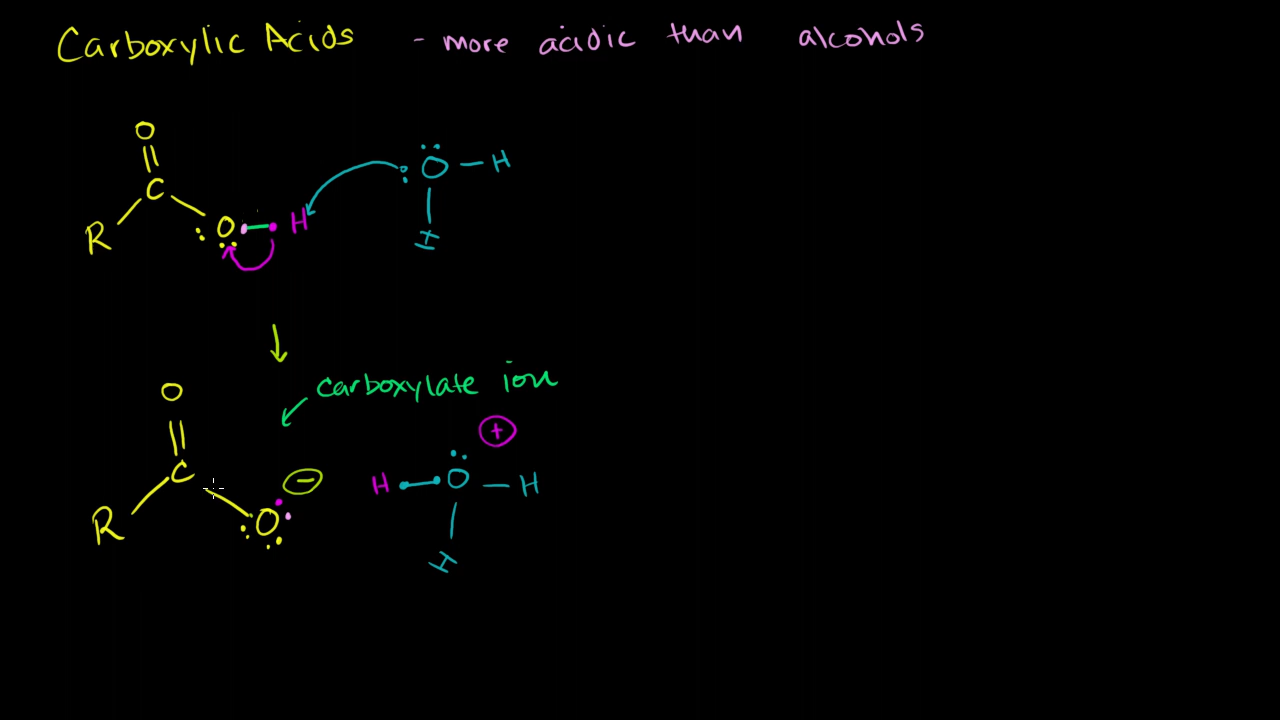 Carboxylic Acids - more acidic than alcohols
O
||
C
R O H
O - H
H
carboxylate ion
O
||
C
R O -
+
H O - H
H